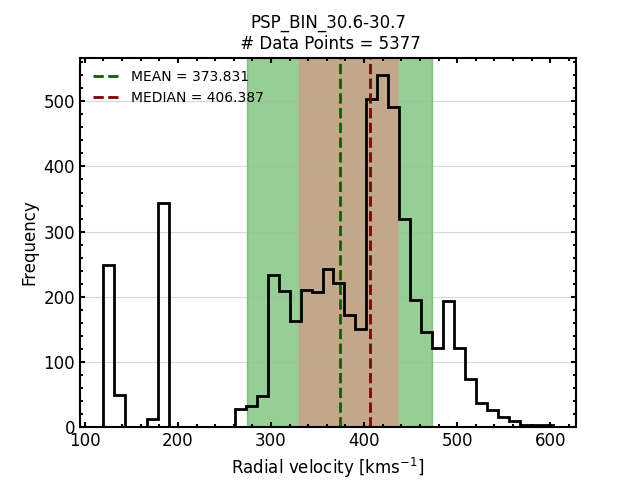 PSP_BIN_30.6-30.7
# Data Points = 5377
MEAN = 373.831
MEDIAN = 406.387
Frequency
500
400
300
200
100
0
100 200 300 400 500 600
Radial velocity [kms⁻¹]